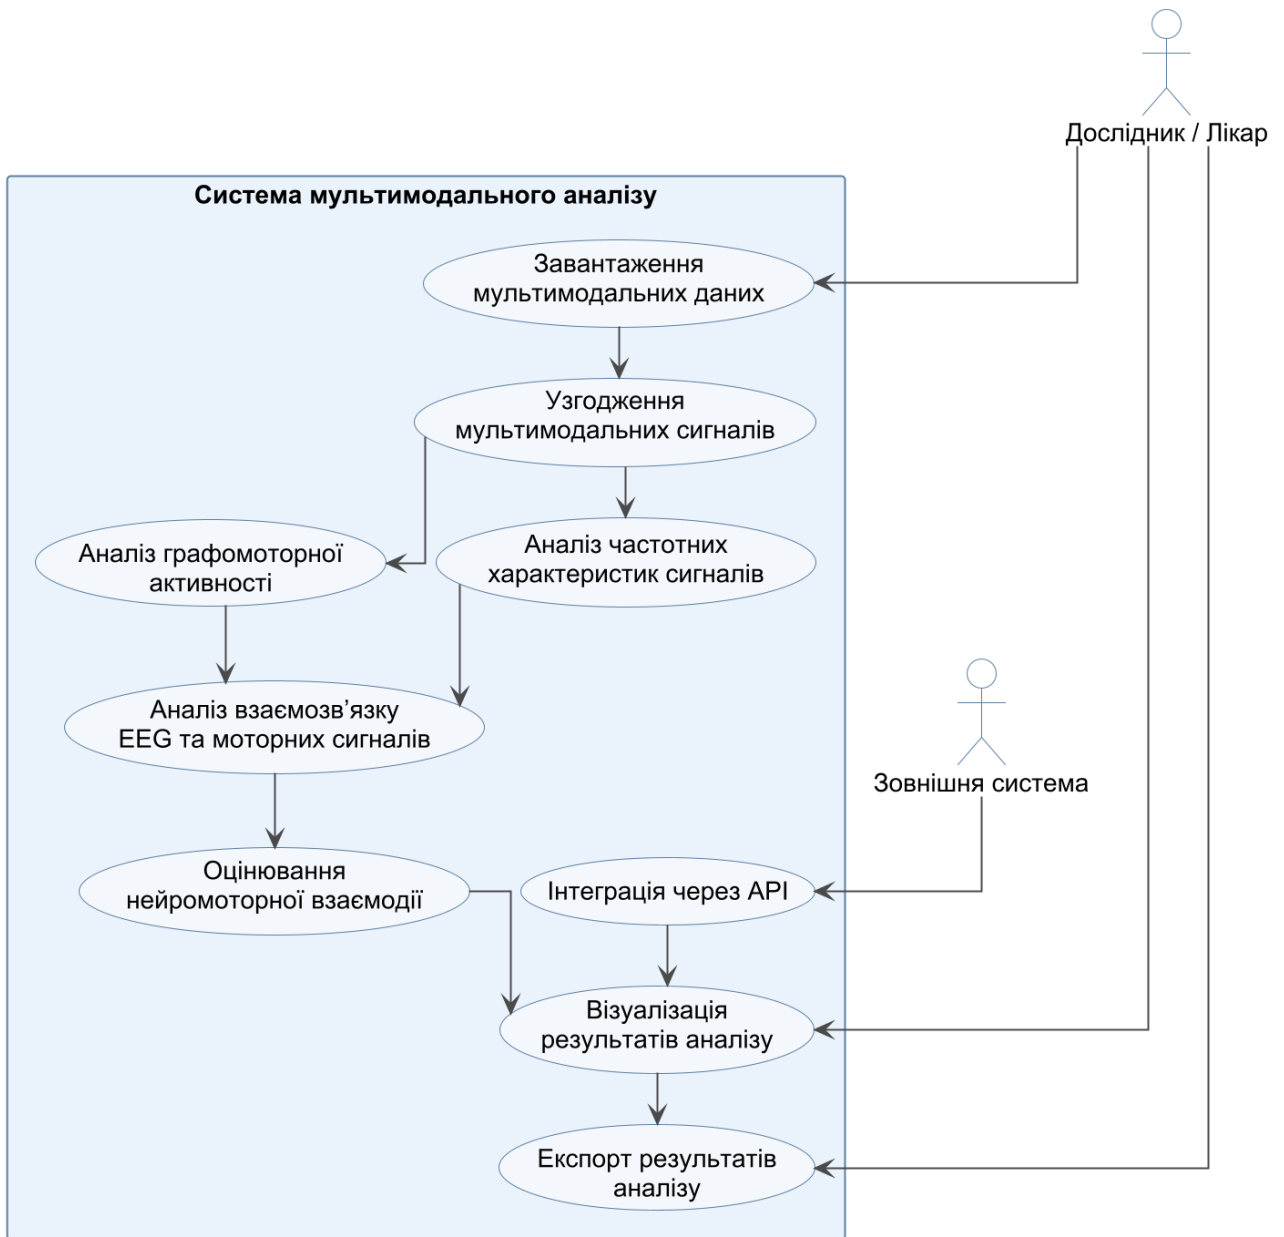 Дослідник / Лікар
Система мультимодального аналізу
Завантаження
мультимодальних даних
Узгодження
мультимодальних сигналів
Аналіз графомоторної
активності
Аналіз частотних
характеристик сигналів
Аналіз взаємозв’язку
EEG та моторних сигналів
Зовнішня система
Оцінювання
нейромоторної взаємодії
Інтеграція через API
Візуалізація
результатів аналізу
Експорт результатів
аналізу